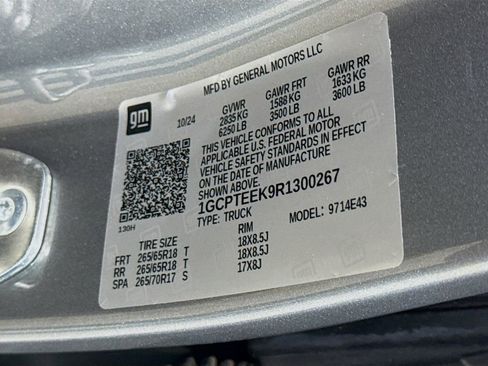 MFD BY GENERAL MOTORS LLC
gm
10/24 GVWR GAWR FRT GAWR RR
2835 KG 1588 KG 1633 KG
6250 LB 3500 LB 3600 LB
THIS VEHICLE CONFORMS TO ALL
APPLICABLE U.S. FEDERAL MOTOR
VEHICLE SAFETY STANDARDS IN EFFECT
ON THE DATE OF MANUFACTURE
SHOWN ABOVE.
1GCPTEEK9R1300267
130H TYPE: TRUCK MODEL: 9714E43
TIRE SIZE RIM
FRT 265/65R18 T 18X8.5J
RR 265/65R18 T 18X8.5J
SPA 265/70R17 S 17X8J